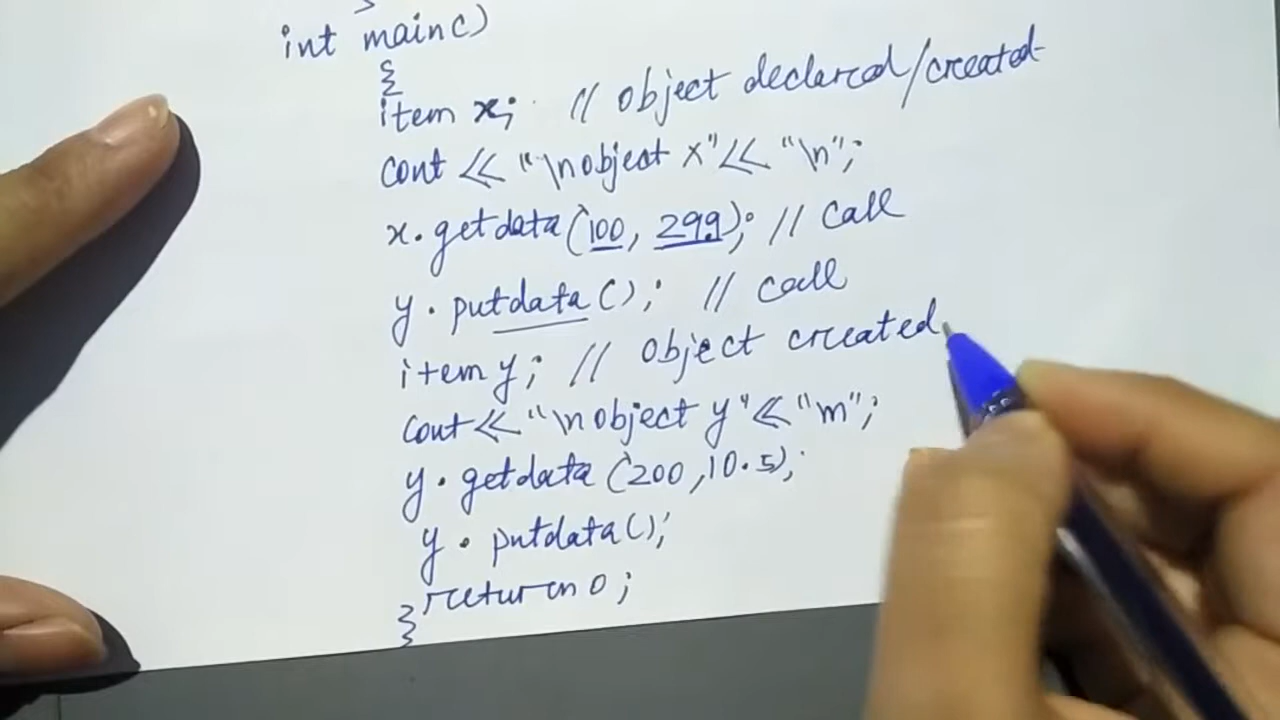 int main()
{
item x; // object declared/created
cout << "\nobject x" << "\n";
x.getdata(100, 299); // call
y.putdata(); // call
item y; // object created
cout << "\nobject y" << "\n";
y.getdata(200, 10.5);
y.putdata();
return 0;
}